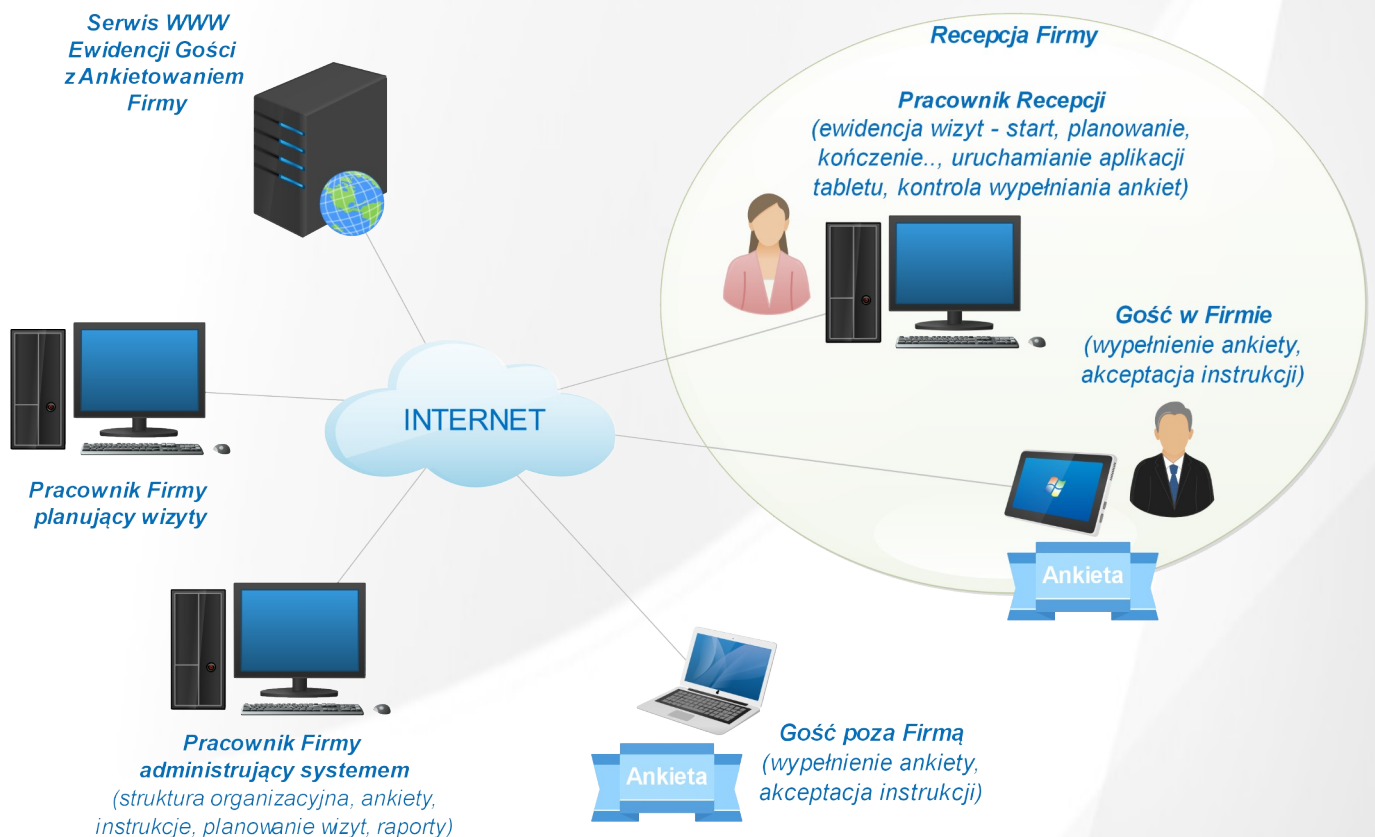 Serwis WWW
Ewidencji Gości
z Ankietowaniem
Firmy
Recepcja Firmy
Pracownik Recepcji
(ewidencja wizyt - start, planowanie,
kończenie.., uruchamianie aplikacji
tabletu, kontrola wypełniania ankiet)
Gość w Firmie
(wypełnienie ankiety,
akceptacja instrukcji)
INTERNET
Pracownik Firmy
planujący wizyty
Ankieta
Pracownik Firmy
administrujący systemem
(struktura organizacyjna, ankiety,
instrukcje, planowanie wizyt, raporty)
Ankieta
Gość poza Firmą
(wypełnienie ankiety,
akceptacja instrukcji)